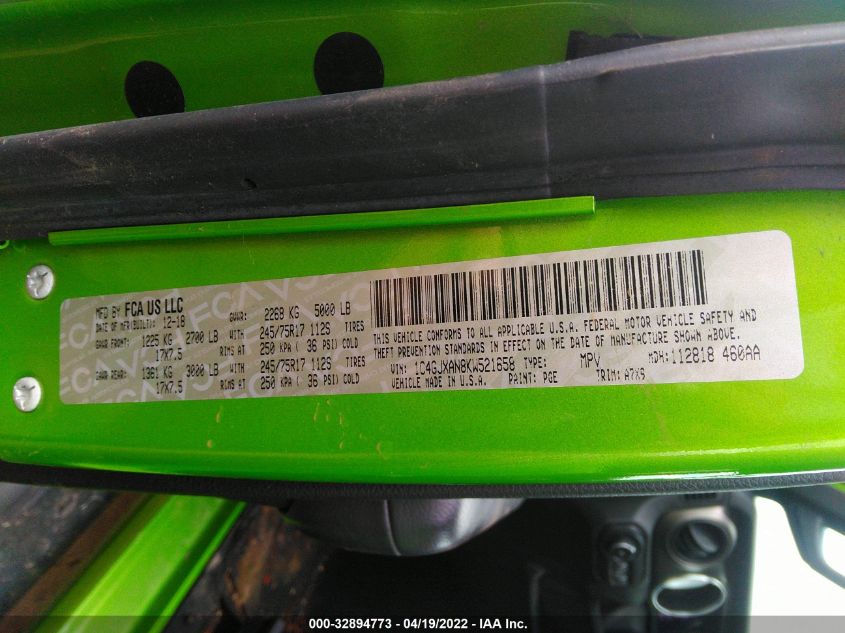 MFD BY FCA US LLC
DATE OF MFR(BUILT): 12-18 GVWR: 2268 KG 5000 LB
GAWR FRONT: 1225 KG 2700 LB WITH 245/75R17 112S TIRES
17X7.5 RIMS AT 250 KPA ( 36 PSI) COLD
GAWR REAR: 1361 KG 3000 LB WITH 245/75R17 112S TIRES
17X7.5 RIMS AT 250 KPA ( 36 PSI) COLD
THIS VEHICLE CONFORMS TO ALL APPLICABLE U.S.A. FEDERAL MOTOR VEHICLE SAFETY AND
THEFT PREVENTION STANDARDS IN EFFECT ON THE DATE OF MANUFACTURE SHOWN ABOVE.
VIN: 1C4GJXAN8KW521658 TYPE: MPV MDH: 112818 460AA
VEHICLE MADE IN U.S.A. PAINT: PGE TRIM: A7X9
000-32894773 - 04/19/2022 - IAA Inc.